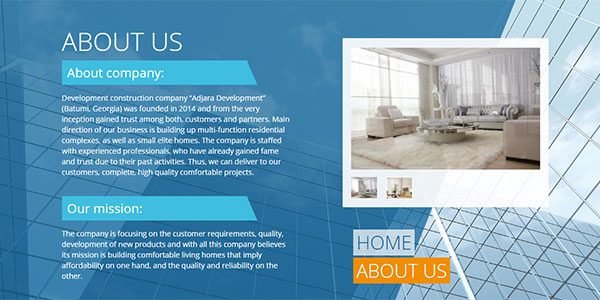 ABOUT US
About company:
Development construction company “Adjara Development”
(Batumi, Georgia) was founded in 2014 and from the very
inception gained trust among both, customers and partners. Main
direction of our business is building up multi-function residential
complexes, as well as small elite homes. The company is staffed
with experienced professionals, who have already gained fame
and trust due to their past activities. Thus, we can deliver to our
customers, complete, high quality comfortable projects.
Our mission:
The company is focusing on the customer requirements, quality,
development of new products and with all this company believes
its mission is building comfortable living homes that imply
affordability on one hand, and the quality and reliability on the
other.
HOME
ABOUT US